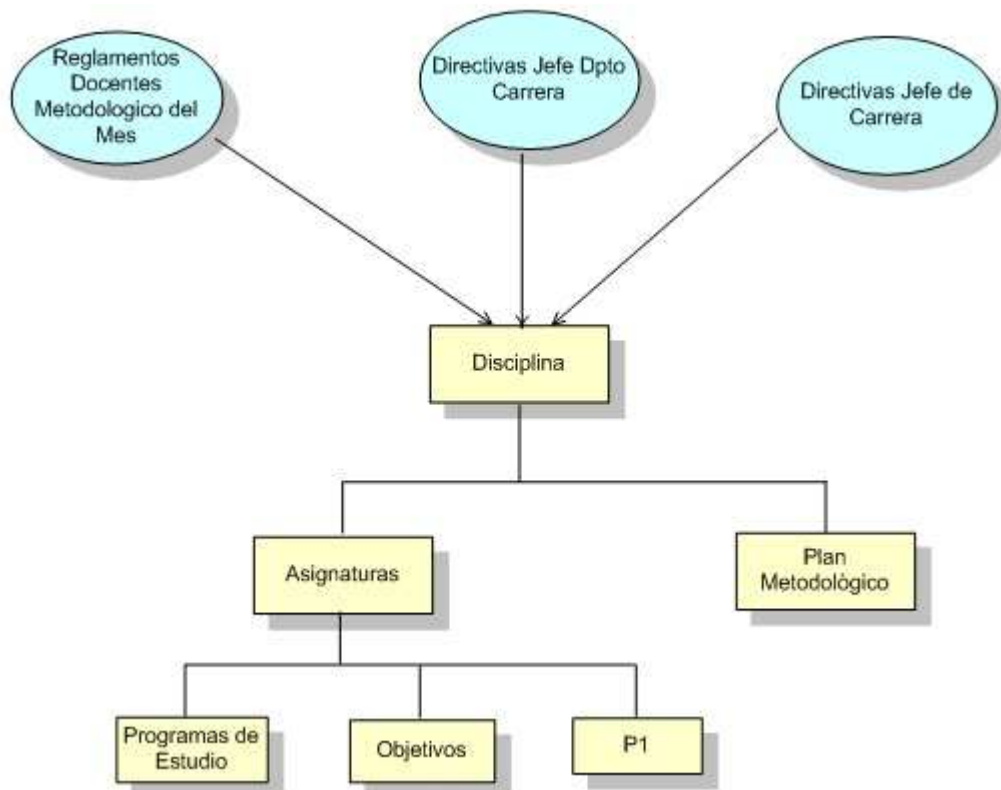 Reglamentos
Docentes
Metodologico del
Mes
Directivas Jefe Dpto
Carrera
Directivas Jefe de
Carrera
Disciplina
Asignaturas
Plan
Metodológico
Programas de
Estudio
Objetivos
P1